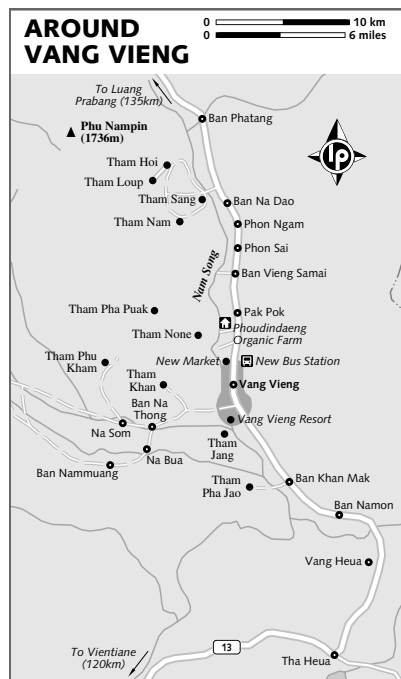 AROUND
VANG VIENG
0 10 km
0 6 miles
To Luang
Prabang (135km)
Ban Phatang
Phu Nampin
(1736m)
lp
Tham Hoi
Tham Loup
Tham Sang
Ban Na Dao
Tham Nam
Phon Ngam
Phon Sai
Nam Song
Ban Vieng Samai
Tham Pha Puak
Pak Pok
Phoudindaeng
Organic Farm
Tham None
Tham Phu
Kham
New Market
New Bus Station
Tham
Khan
Vang Vieng
Ban Na
Thong
Vang Vieng Resort
Na Som
Tham
Jang
Na Bua
Ban Nammuang
Tham
Pha Jao
Ban Khan Mak
Ban Namon
Vang Heua
13
To Vientiane
(120km)
Tha Heua